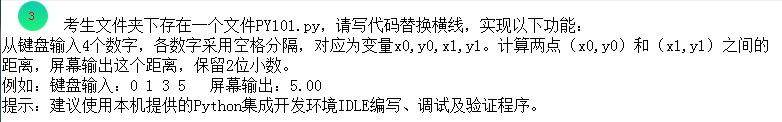 3 考生文件夹下存在一个文件PY101.py，请写代码替换横线，实现以下功能：
从键盘输入4个数字，各数字采用空格分隔，对应为变量x0,y0,x1,y1。计算两点（x0,y0）和（x1,y1）之间的
距离，屏幕输出这个距离，保留2位小数。
例如：键盘输入：0 1 3 5 屏幕输出：5.00
提示：建议使用本机提供的Python集成开发环境IDLE编写、调试及验证程序。